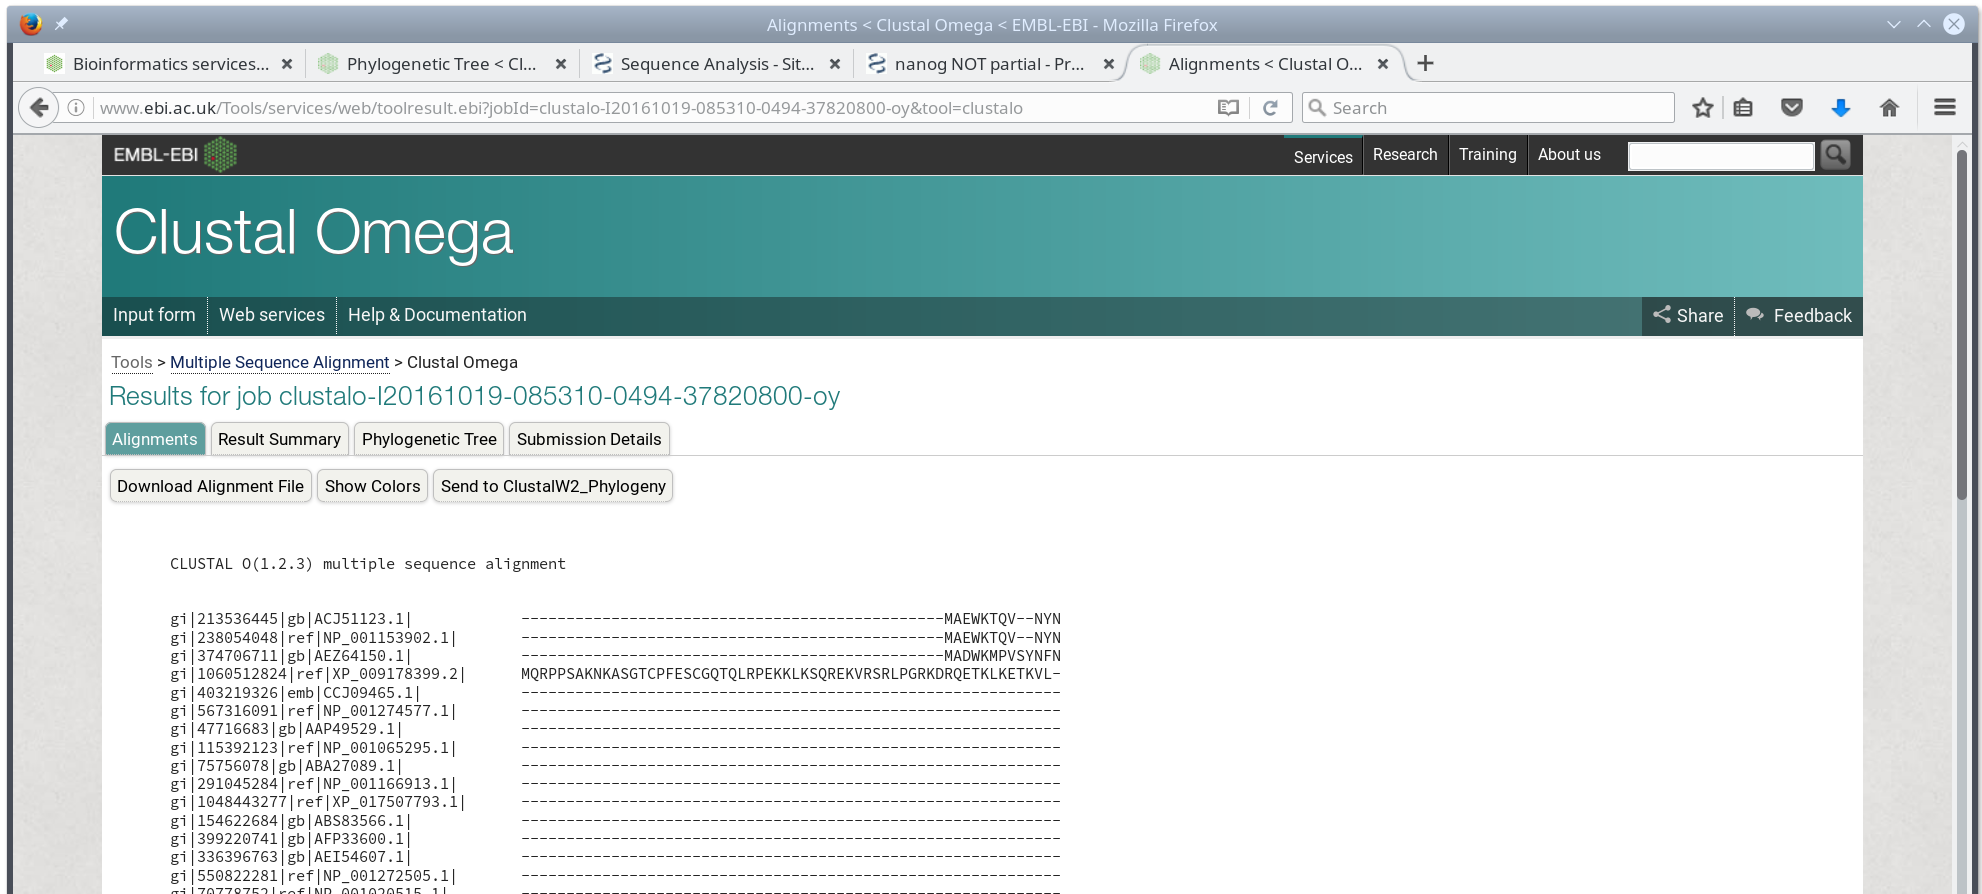 Alignments < Clustal Omega < EMBL-EBI - Mozilla Firefox
Bioinformatics services... Phylogenetic Tree < Cl... Sequence Analysis - Sit... nanog NOT partial - Pr... Alignments < Clustal O...
www.ebi.ac.uk/Tools/services/web/toolresult.ebi?jobId=clustalo-I20161019-085310-0494-37820800-oy&tool=clustalo Search
EMBL-EBI Services Research Training About us
Clustal Omega
Input form Web services Help & Documentation Share Feedback
Tools > Multiple Sequence Alignment > Clustal Omega
Results for job clustalo-I20161019-085310-0494-37820800-oy
Alignments Result Summary Phylogenetic Tree Submission Details
Download Alignment File Show Colors Send to ClustalW2_Phylogeny
CLUSTAL O(1.2.3) multiple sequence alignment
gi|213536445|gb|ACJ51123.1| -----------------------------------------------MAEWKTQV--NYN
gi|238054048|ref|NP_001153902.1| -----------------------------------------------MAEWKTQV--NYN
gi|374706711|gb|AEZ64150.1| -----------------------------------------------MADWKMPVSYNFN
gi|1060512824|ref|XP_009178399.2| MQRPPSAKNKASGTCPFESCGQTQLRPEKKLKSQREKVRSRLPGRKDRQETKLKETKVL-
gi|403219326|emb|CCJ09465.1| ------------------------------------------------------------
gi|567316091|ref|NP_001274577.1| ------------------------------------------------------------
gi|47716683|gb|AAP49529.1| ------------------------------------------------------------
gi|115392123|ref|NP_001065295.1| ------------------------------------------------------------
gi|75756078|gb|ABA27089.1| ------------------------------------------------------------
gi|291045284|ref|NP_001166913.1| ------------------------------------------------------------
gi|1048443277|ref|XP_017507793.1| ------------------------------------------------------------
gi|154622684|gb|ABS83566.1| ------------------------------------------------------------
gi|399220741|gb|AFP33600.1| ------------------------------------------------------------
gi|336396763|gb|AEI54607.1| ------------------------------------------------------------
gi|550822281|ref|NP_001272505.1| ------------------------------------------------------------
gi|70778752|ref|NP_001020515.1| ------------------------------------------------------------